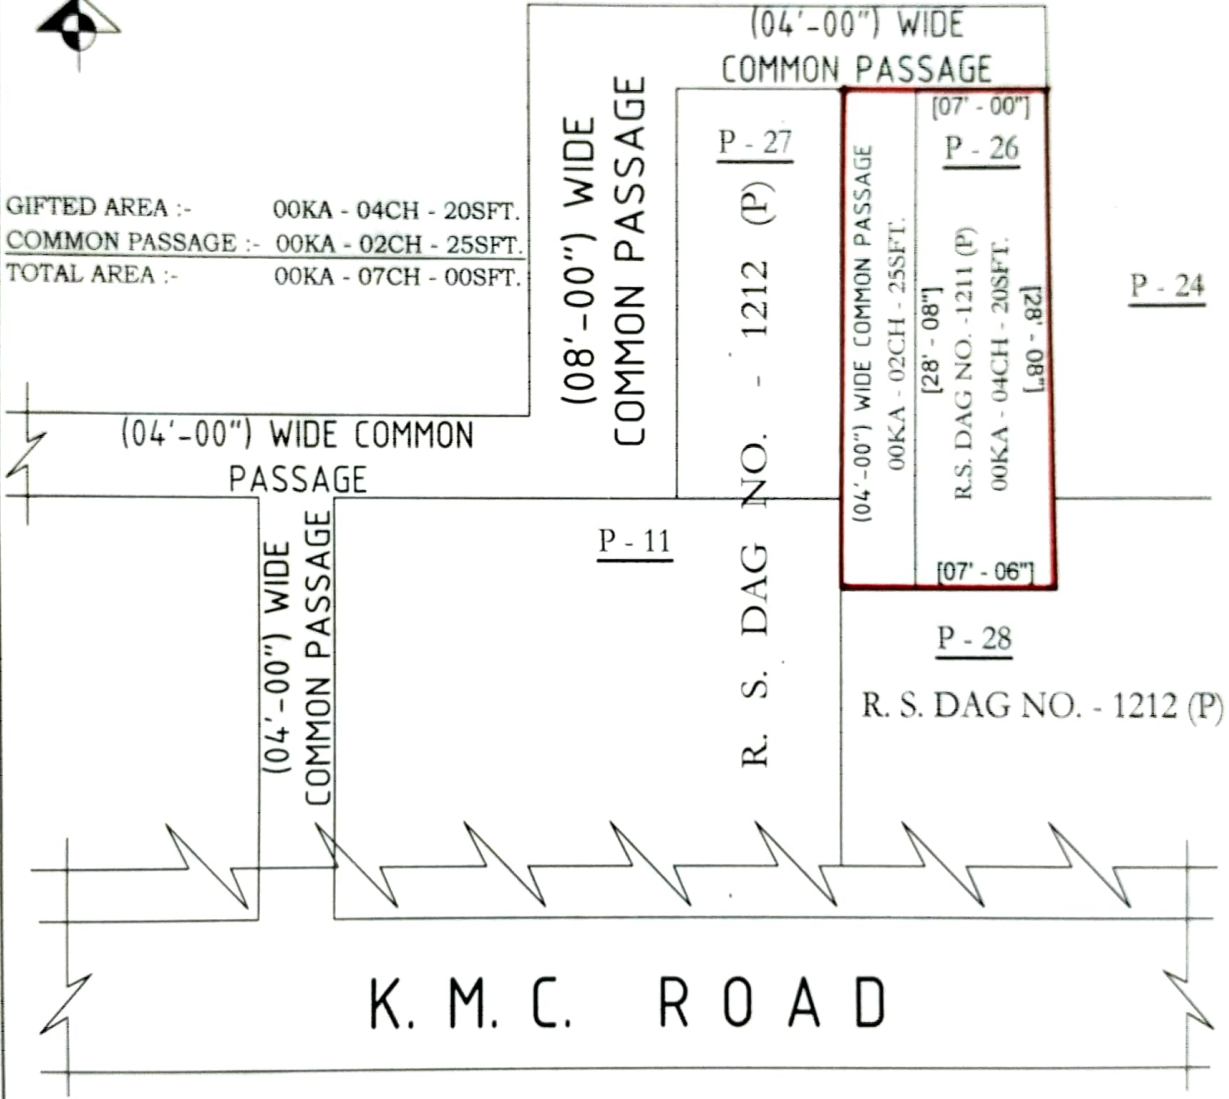 (04'-00") WIDE
COMMON PASSAGE
(08'-00") WIDE
COMMON PASSAGE
GIFTED AREA :- 00KA - 04CH - 20SFT.
COMMON PASSAGE :- 00KA - 02CH - 25SFT.
TOTAL AREA :- 00KA - 07CH - 00SFT.
P - 27
R. S. DAG NO. - 1212 (P)
(04'-00") WIDE COMMON PASSAGE
00KA - 02CH - 25SFT.
[07' - 00"]
P - 26
[28' - 08"]
R.S. DAG NO. -1211 (P)
00KA - 04CH - 20SFT.
[28' - 08"]
[07' - 06"]
P - 24
(04'-00") WIDE COMMON
PASSAGE
(04'-00") WIDE
COMMON PASSAGE
P - 11
P - 28
R. S. DAG NO. - 1212 (P)
K. M. C. ROAD